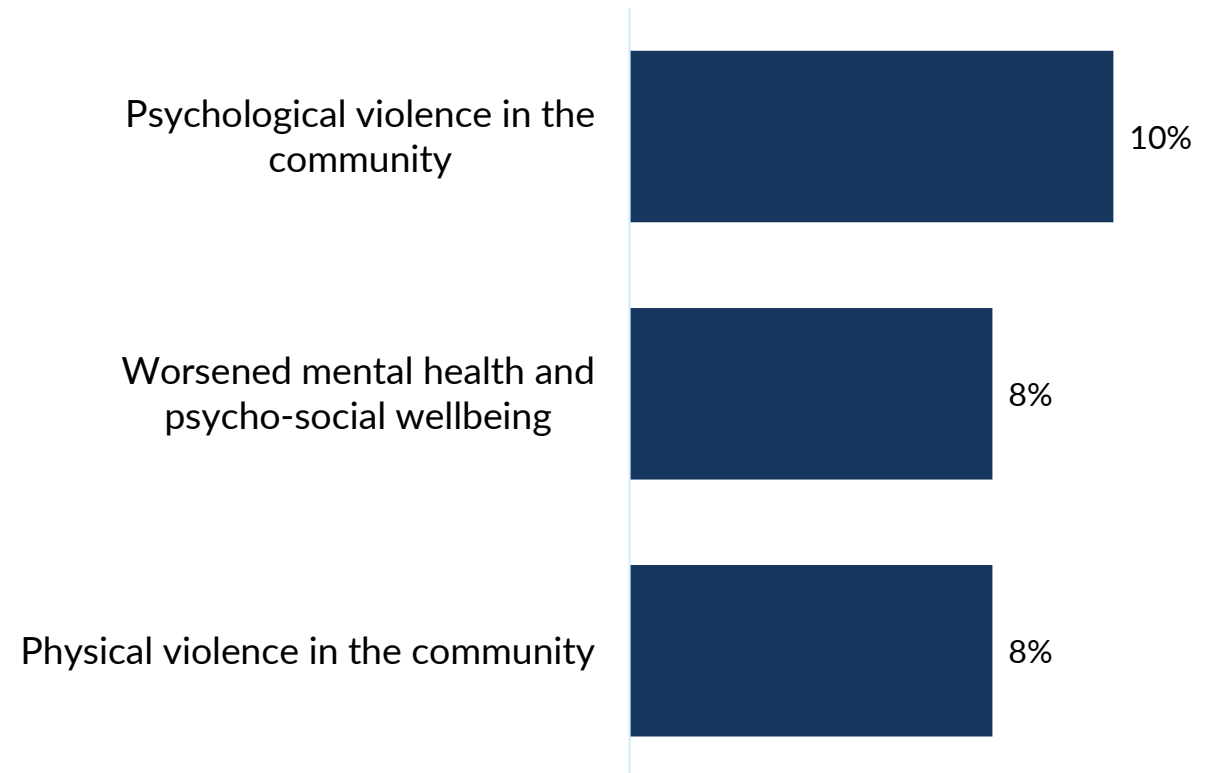 Psychological violence in the
community
10%
Worsened mental health and
psycho-social wellbeing
8%
Physical violence in the community
8%